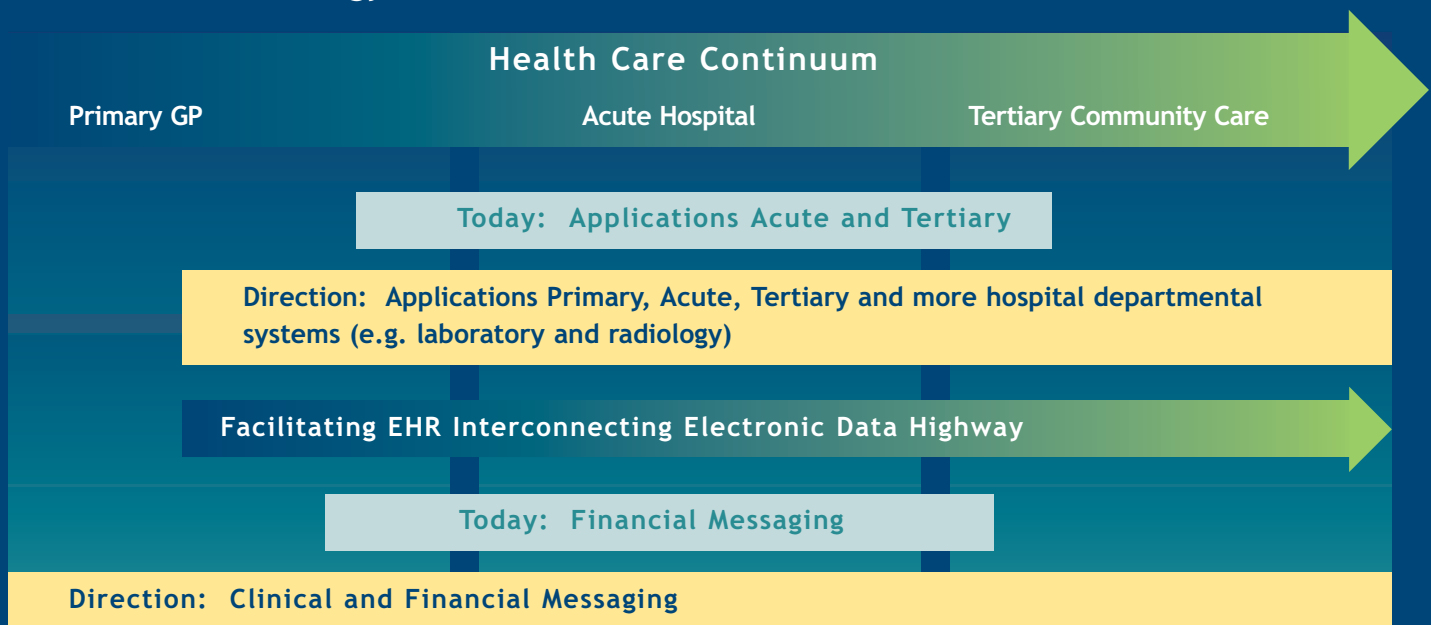 Health Care Continuum
Primary GP Acute Hospital Tertiary Community Care
Today: Applications Acute and Tertiary
Direction: Applications Primary, Acute, Tertiary and more hospital departmental
systems (e.g. laboratory and radiology)
Facilitating EHR Interconnecting Electronic Data Highway
Today: Financial Messaging
Direction: Clinical and Financial Messaging